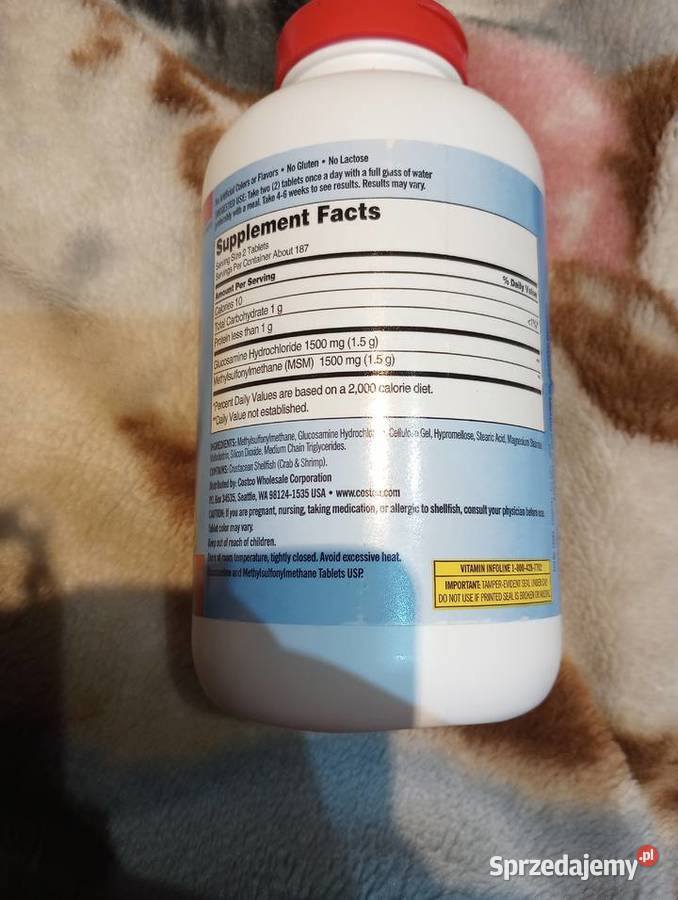 No Artificial Colors or Flavors • No Gluten • No Lactose
SUGGESTED USE: Take two (2) tablets once a day with a full glass of water
preferably with a meal. Take 4-6 weeks to see results. Results may vary.
Supplement Facts
Serving Size 2 Tablets
Servings Per Container About 187
Amount Per Serving % Daily Value
Calories 10
Total Carbohydrate 1 g <1%*
Protein less than 1 g
Glucosamine Hydrochloride 1500 mg (1.5 g) **
Methylsulfonylmethane (MSM) 1500 mg (1.5 g)
*Percent Daily Values are based on a 2,000 calorie diet.
**Daily Value not established.
INGREDIENTS: Methylsulfonylmethane, Glucosamine Cellulose Gel, Hypromellose, Stearic Acid, Magnesium
Maltodextrin, Silicon Dioxide, Medium Chain Triglycerides.
CONTAINS: Crustacean Shellfish (Crab & Shrimp).
Distributed by: Costco Wholesale Corporation
P.O. Box 34535, Seattle, WA 98124-1535 USA • www.costco.com
CAUTION: If you are pregnant, nursing, taking medication, or allergic to shellfish, consult your physician before use.
Tablet color may vary.
Keep out of reach of children.
Store at room temperature, tightly closed. Avoid excessive heat.
Glucosamine and Methylsulfonylmethane Tablets USP.
VITAMIN INFOLINE 1-800-426-7702
IMPORTANT: TAMPER-EVIDENT SEAL UNDER CAP.
DO NOT USE IF PRINTED SEAL IS BROKEN OR MISSING.
Sprzedajemy.pl